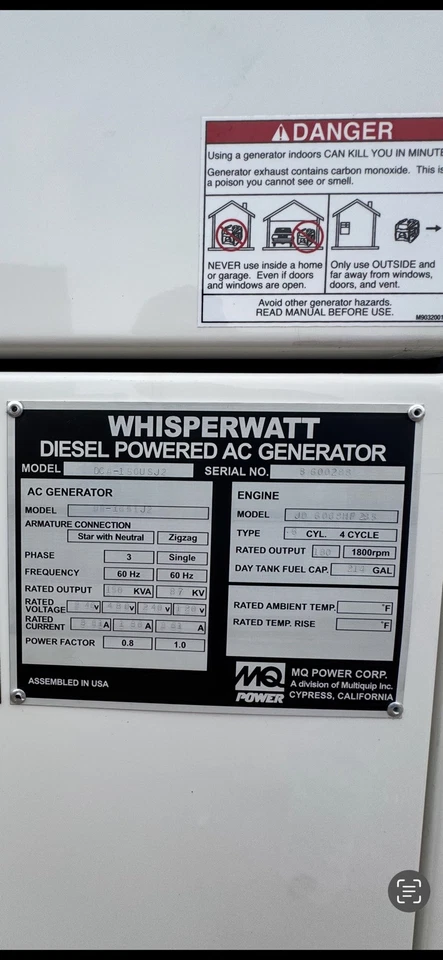 DANGER
Using a generator indoors CAN KILL YOU IN MINUTE
Generator exhaust contains carbon monoxide. This is
a poison you cannot see or smell.
NEVER use inside a home
or garage. Even if doors
and windows are open.
Only use OUTSIDE and
far away from windows,
doors, and vent.
Avoid other generator hazards.
READ MANUAL BEFORE USE.
M9032001
WHISPERWATT
DIESEL POWERED AC GENERATOR
MODEL
SERIAL NO.
AC GENERATOR
MODEL
ARMATURE CONNECTION
Star with Neutral Zigzag
PHASE 3 Single
FREQUENCY 60 Hz 60 Hz
RATED OUTPUT 150 KVA 87 KV
RATED VOLTAGE V V V V
RATED CURRENT A A A
POWER FACTOR 0.8 1.0
ENGINE
MODEL
TYPE CYL. 4 CYCLE
RATED OUTPUT 1800rpm
DAY TANK FUEL CAP. GAL
RATED AMBIENT TEMP. °F
RATED TEMP. RISE °F
ASSEMBLED IN USA
MQ
POWER
MQ POWER CORP.
A division of Multiquip Inc.
CYPRESS, CALIFORNIA